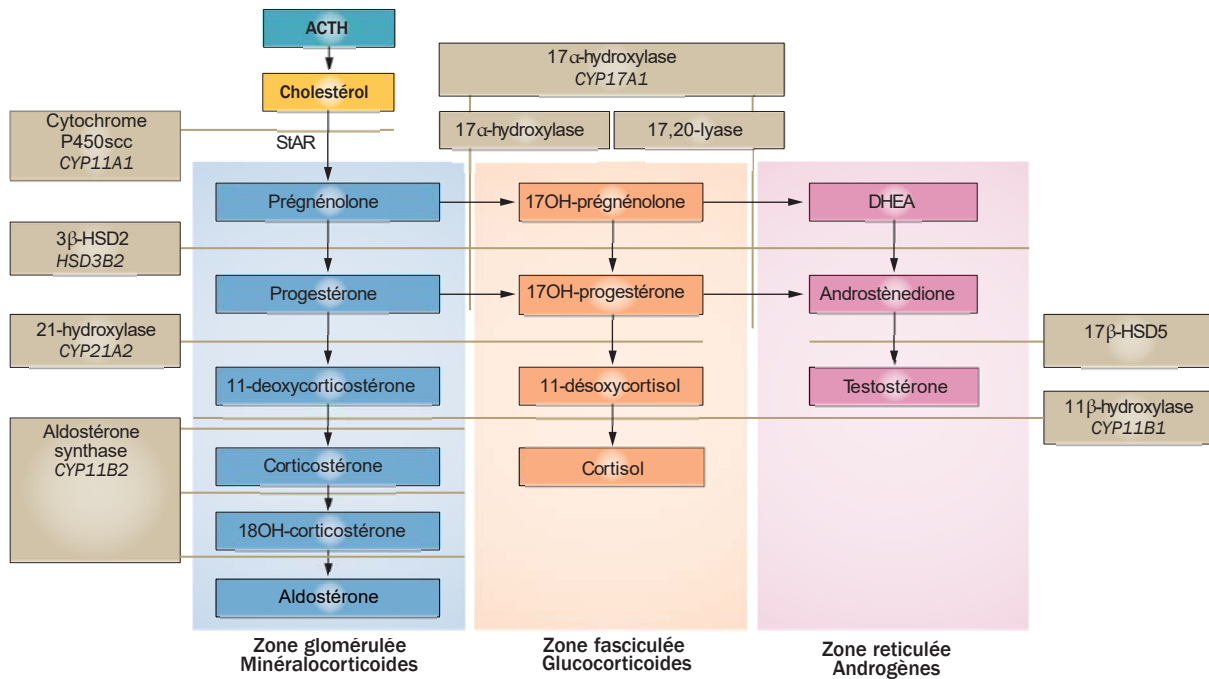 ACTH
Cholestérol
StAR
17α-hydroxylase
CYP17A1
17α-hydroxylase
17,20-lyase
Cytochrome
P450scc
CYP11A1
Prégnénolone
17OH-prégnénolone
DHEA
3β-HSD2
HSD3B2
Progestérone
17OH-progestérone
Androstènedione
21-hydroxylase
CYP21A2
17β-HSD5
11-deoxycorticostérone
11-désoxycortisol
Testostérone
11β-hydroxylase
CYP11B1
Aldostérone
synthase
CYP11B2
Corticostérone
Cortisol
18OH-corticostérone
Aldostérone
Zone glomérulée
Minéralocorticoides
Zone fasciculée
Glucocorticoides
Zone reticulée
Androgènes